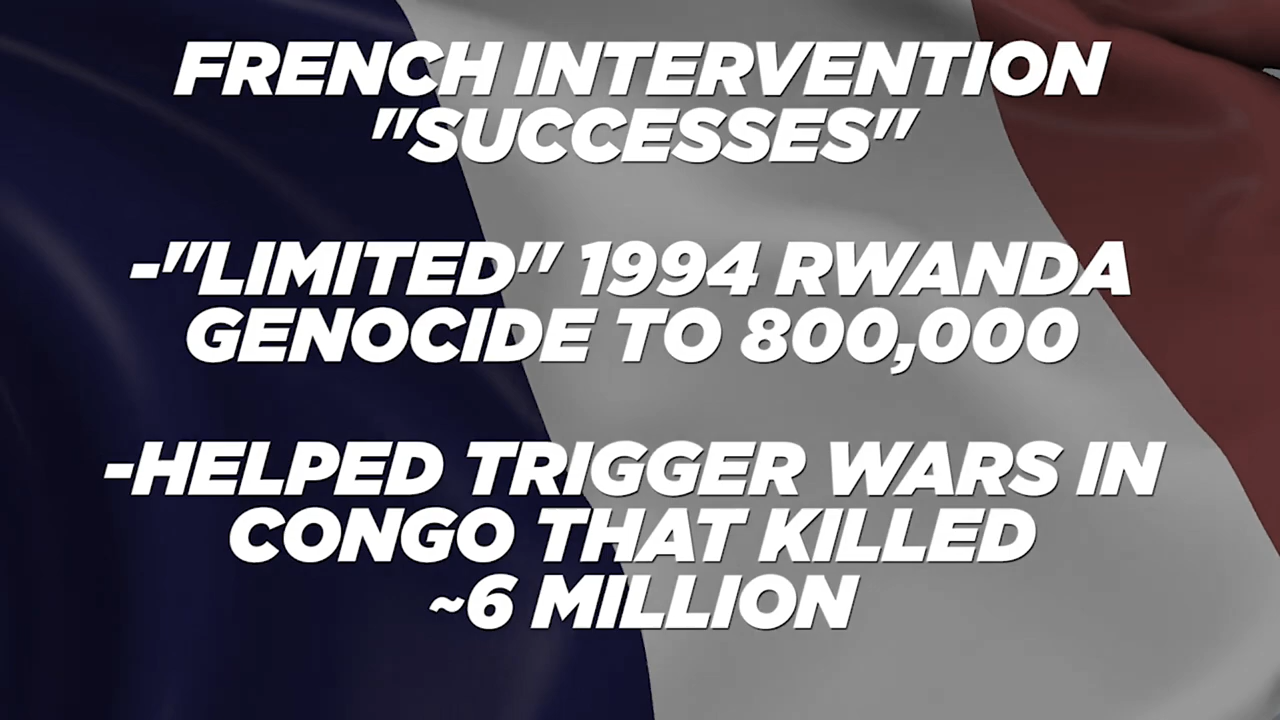 FRENCH INTERVENTION
"SUCCESSES"
-"LIMITED" 1994 RWANDA
GENOCIDE TO 800,000
-HELPED TRIGGER WARS IN
CONGO THAT KILLED
~6 MILLION